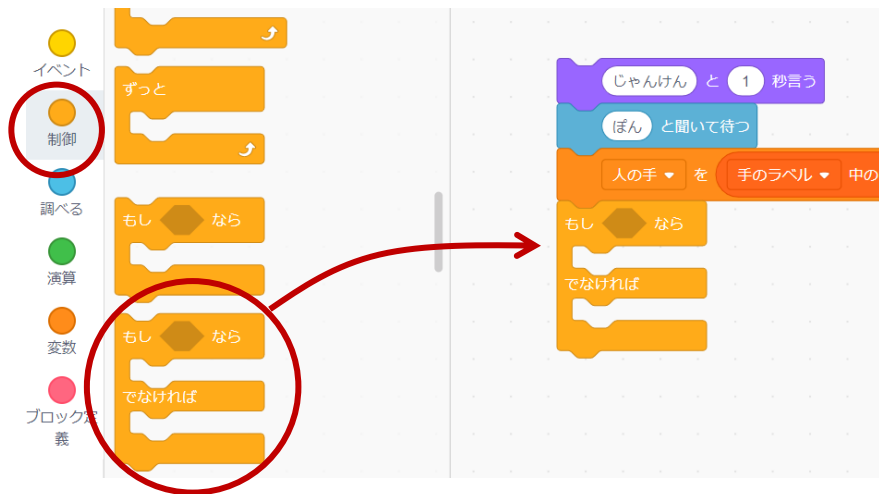 イベント
制御
調べる
演算
変数
ブロック定
義
ずっと
もし なら
もし なら
でなければ
じゃんけん と 1 秒言う
ぽん と聞いて待つ
人の手 を 手のラベル 中の
もし なら
でなければ